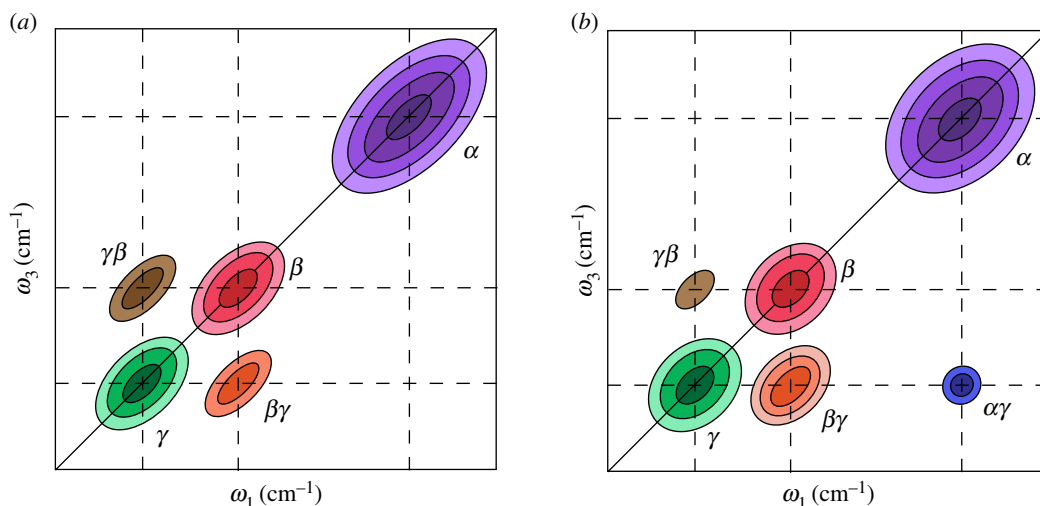 (a)
α
β
γβ
βγ
γ
ω₃ (cm⁻¹)
ω₁ (cm⁻¹)
(b)
α
β
γβ
βγ
αγ
γ
ω₃ (cm⁻¹)
ω₁ (cm⁻¹)